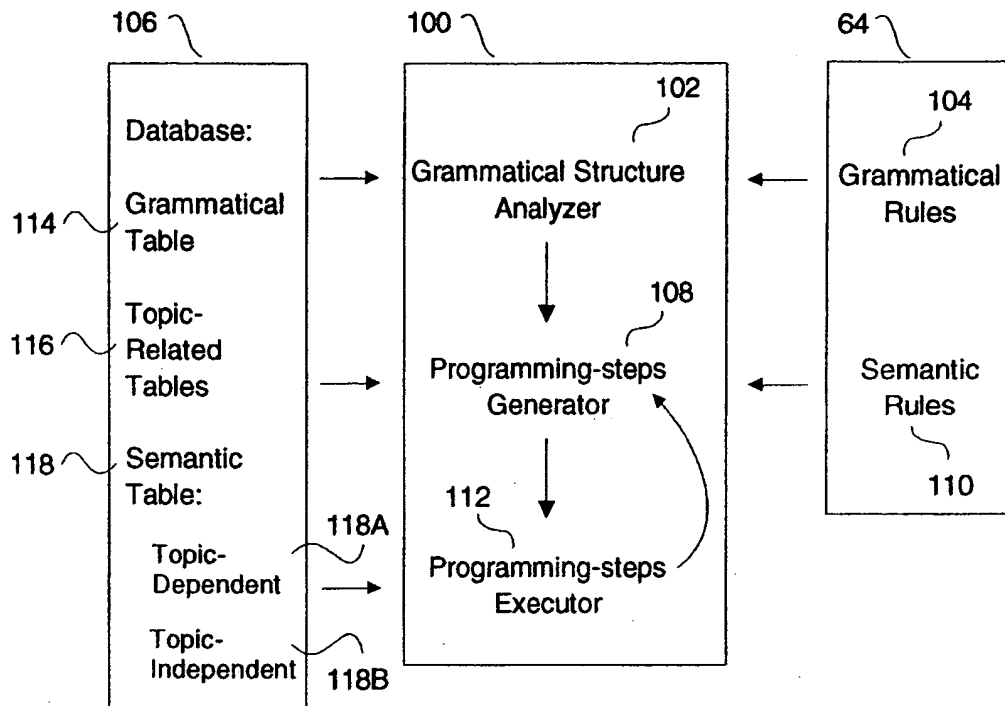 106
100
64
Database:
114
Grammatical
Table
116
Topic-
Related
Tables
118
Semantic
Table:
118A
Topic-
Dependent
Topic-
Independent
118B
102
Grammatical Structure
Analyzer
108
Programming-steps
Generator
112
Programming-steps
Executor
104
Grammatical
Rules
Semantic
Rules
110